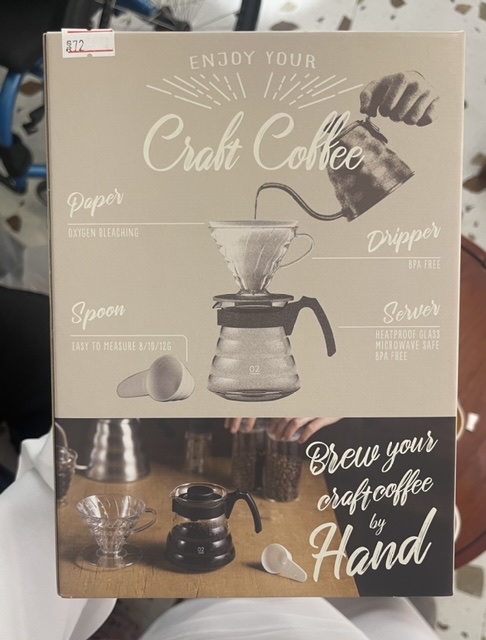 72
ENJOY YOUR
Craft Coffee
Paper
OXYGEN BLEACHING
Dripper
BPA FREE
Spoon
EASY TO MEASURE 8/10/12G
Server
HEATPROOF GLASS
MICROWAVE SAFE
BPA FREE
02
Brew your
craft coffee
by
Hand
02